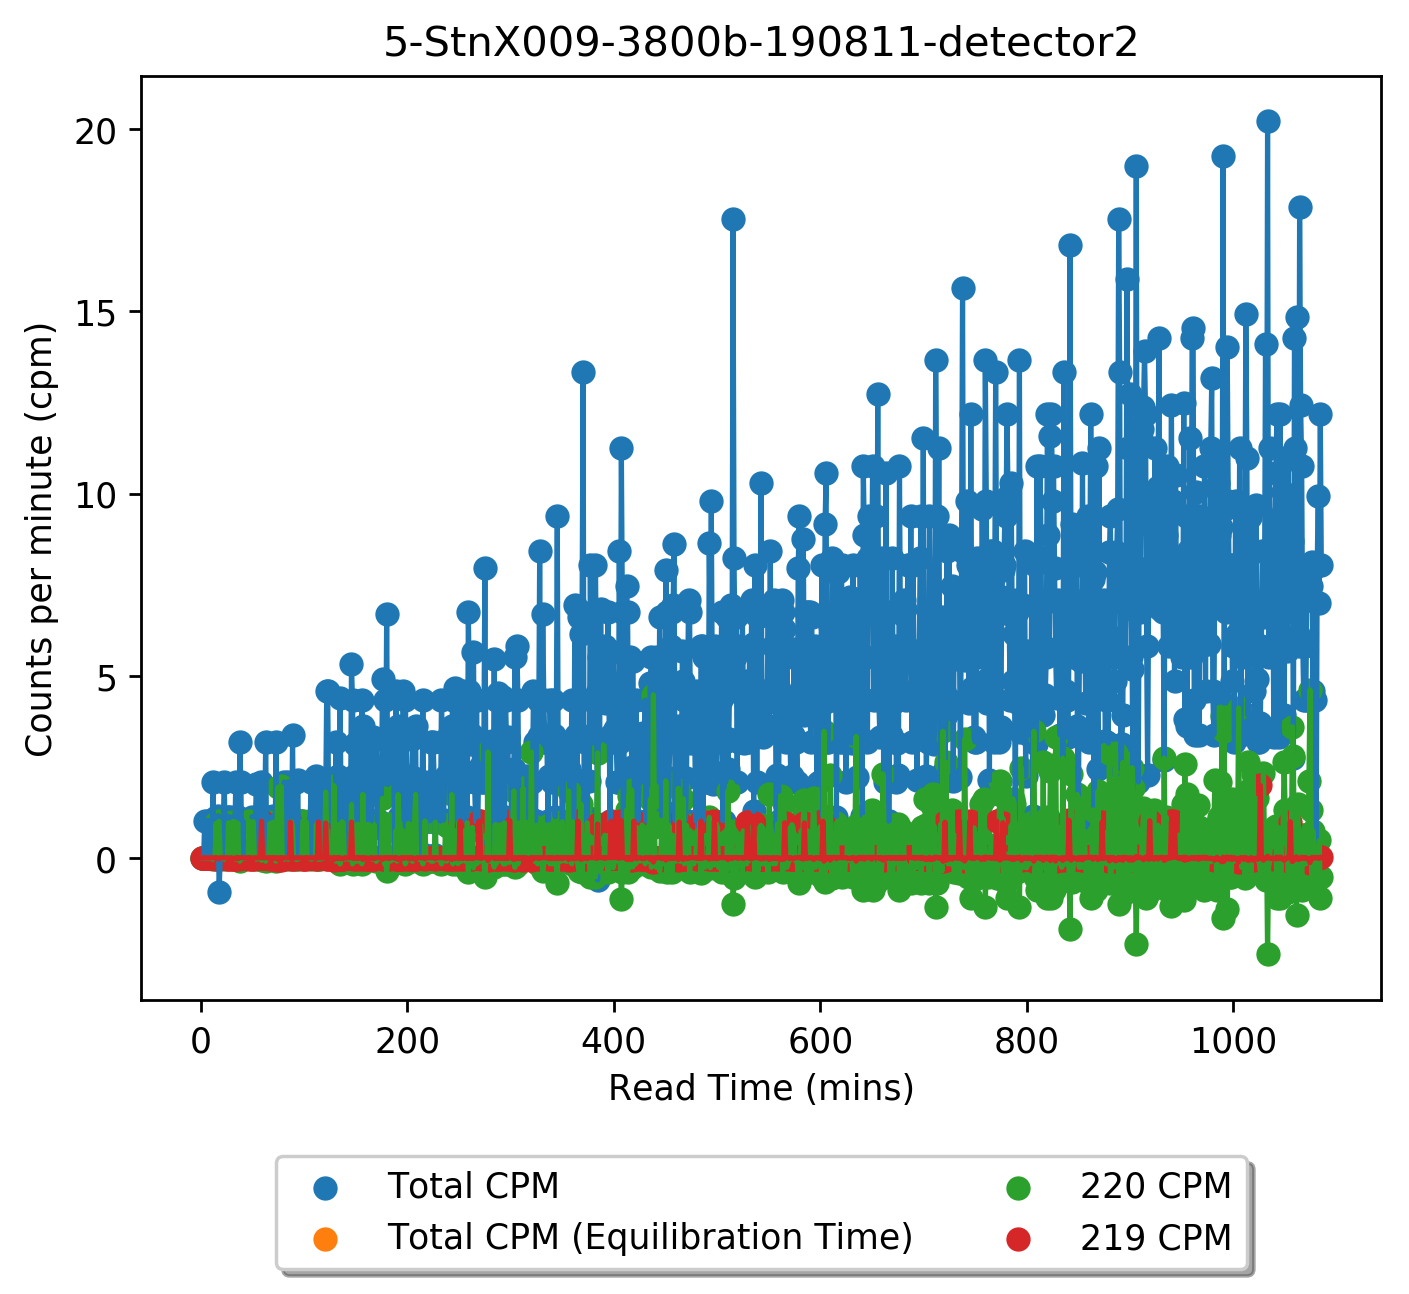 5-StnX009-3800b-190811-detector2
Counts per minute (cpm)
20
15
10
5
0
0 200 400 600 800 1000
Read Time (mins)
Total CPM
Total CPM (Equilibration Time)
220 CPM
219 CPM